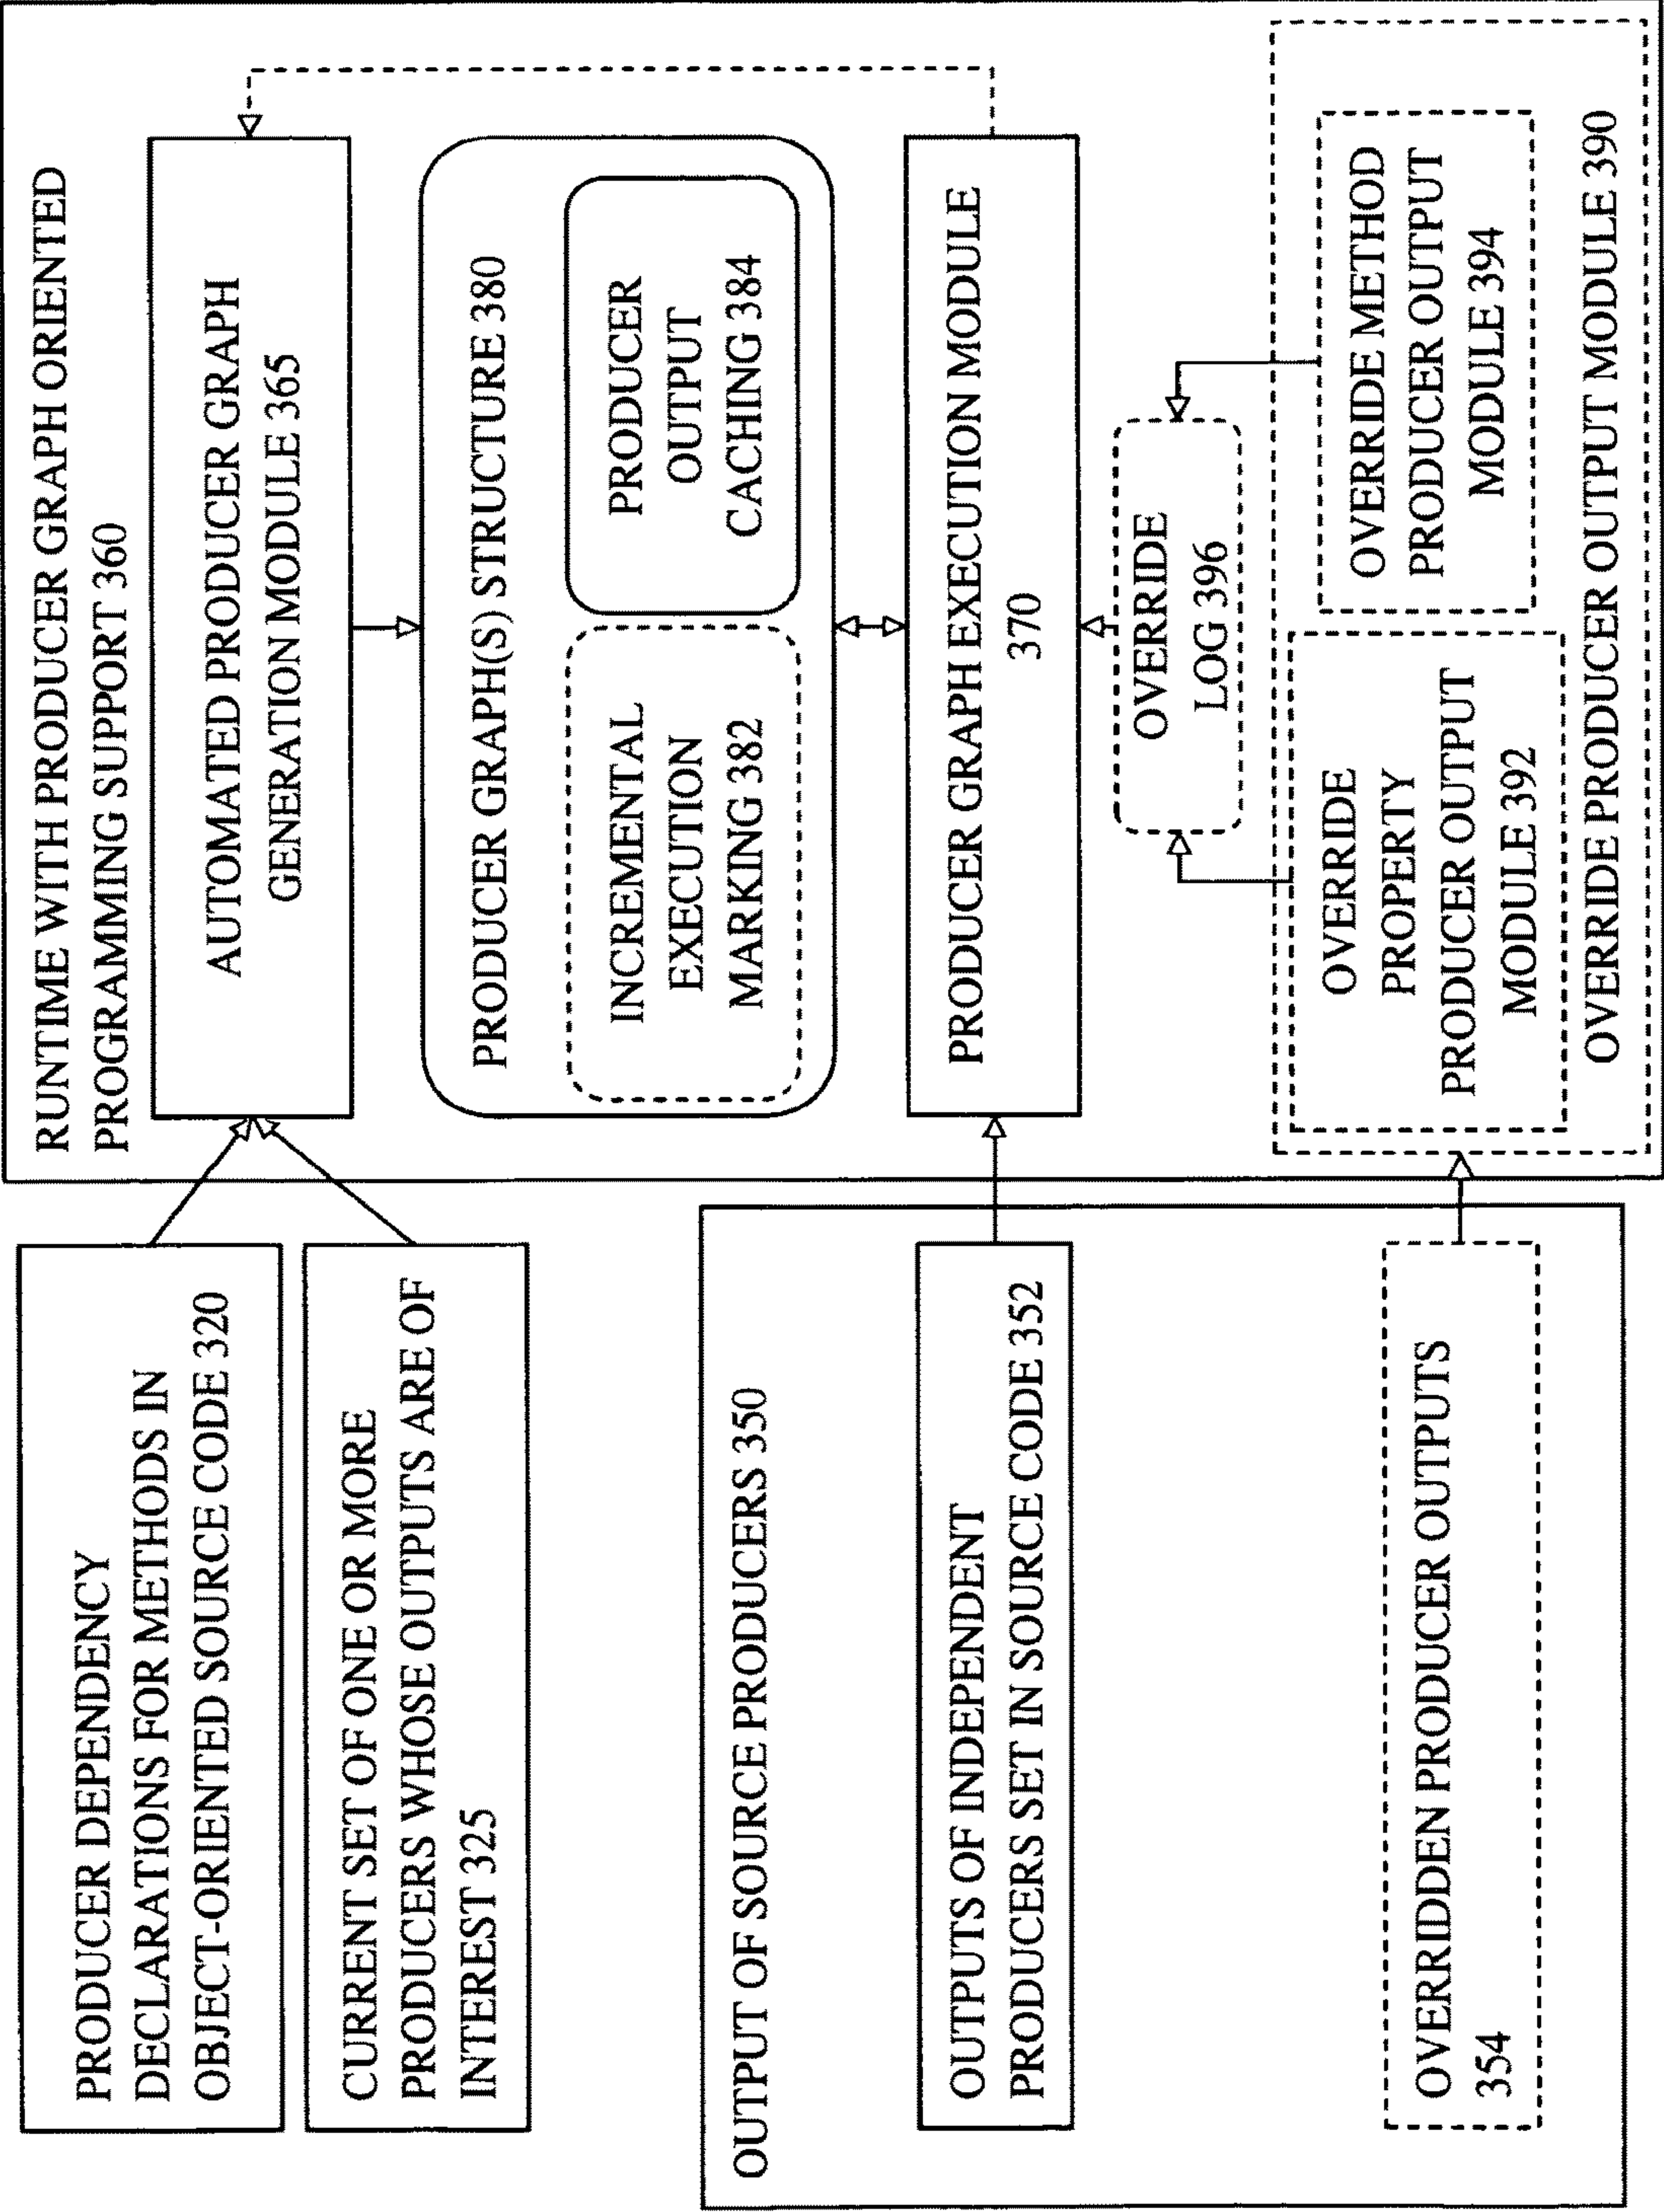 PRODUCER DEPENDENCY
DECLARATIONS FOR METHODS IN
OBJECT-ORIENTED SOURCE CODE 320
CURRENT SET OF ONE OR MORE
PRODUCERS WHOSE OUTPUTS ARE OF
INTEREST 325
OUTPUT OF SOURCE PRODUCERS 350
OUTPUTS OF INDEPENDENT
PRODUCERS SET IN SOURCE CODE 352
OVERRIDDEN PRODUCER OUTPUTS
354
RUNTIME WITH PRODUCER GRAPH ORIENTED
PROGRAMMING SUPPORT 360
AUTOMATED PRODUCER GRAPH
GENERATION MODULE 365
PRODUCER GRAPH(S) STRUCTURE 380
INCREMENTAL
EXECUTION
MARKING 382
PRODUCER
OUTPUT
CACHING 384
PRODUCER GRAPH EXECUTION MODULE
370
OVERRIDE
LOG 396
OVERRIDE
PROPERTY
PRODUCER OUTPUT
MODULE 392
OVERRIDE METHOD
PRODUCER OUTPUT
MODULE 394
OVERRIDE PRODUCER OUTPUT MODULE 390